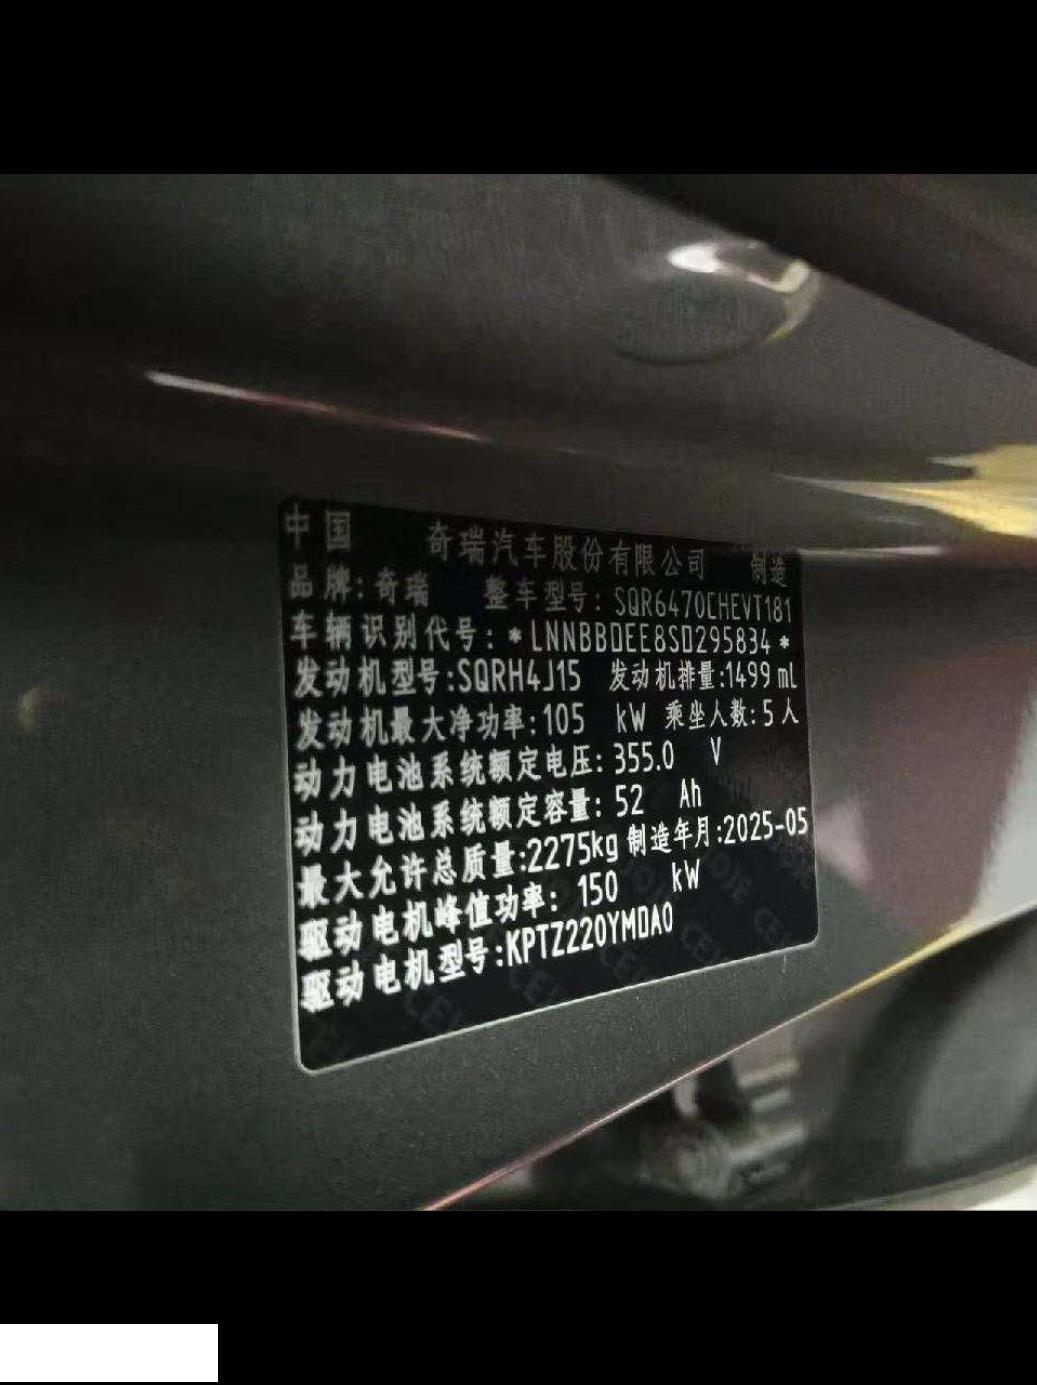 中国 奇瑞汽车股份有限公司 制造
品牌:奇瑞 整车型号:SQR6470CHEVT181
车辆识别代号:*LNNBB0EE8S0295834*
发动机型号:SQRH4J15 发动机排量:1499 mL
发动机最大净功率:105 kW 乘坐人数:5人
动力电池系统额定电压:355.0 V
动力电池系统额定容量:52 Ah
最大允许总质量:2275kg 制造年月:2025-05
驱动电机峰值功率:150 kW
驱动电机型号:KPTZ220YM0A0